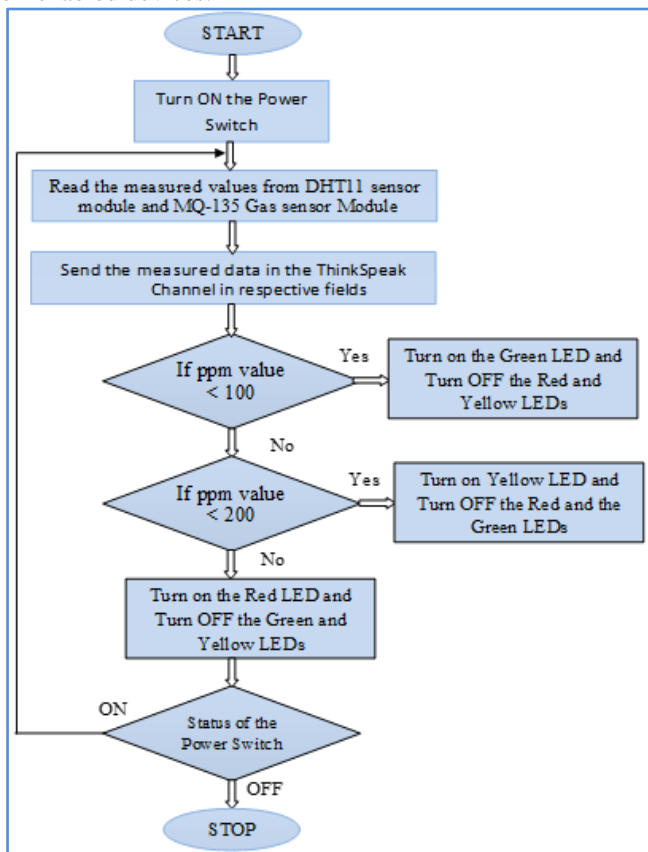 START
Turn ON the Power
Switch
Read the measured values from DHT11 sensor
module and MQ-135 Gas sensor Module
Send the measured data in the ThinkSpeak
Channel in respective fields
If ppm value
< 100
Yes
Turn on the Green LED and
Turn OFF the Red and
Yellow LEDs
No
If ppm value
< 200
Yes
Turn on Yellow LED and
Turn OFF the Red and the
Green LEDs
No
Turn on the Red LED and
Turn OFF the Green and
Yellow LEDs
ON
Status of the
Power Switch
OFF
STOP